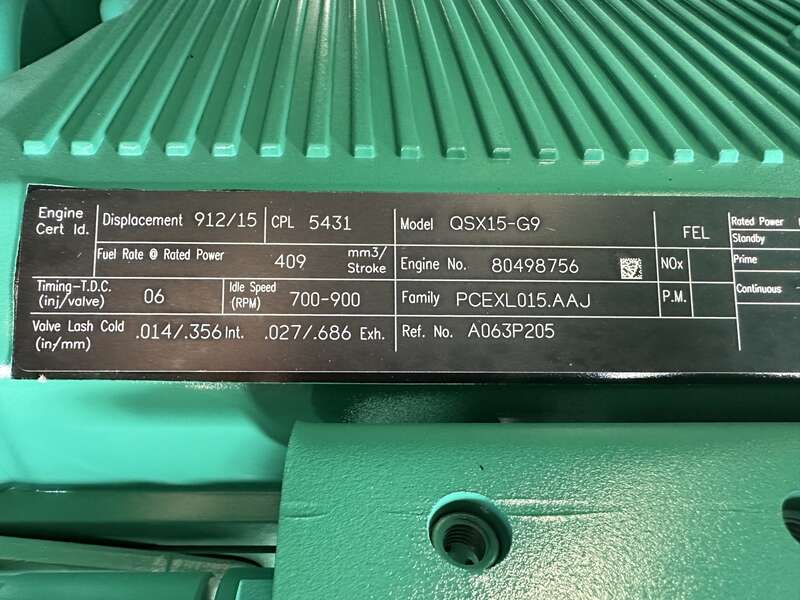 Engine Cert Id.
Displacement 912/15
CPL 5431
Model QSX15-G9
FEL
Rated Power
Standby
Fuel Rate @ Rated Power 409 mm3/Stroke
Engine No. 80498756
NOx
Prime
Timing-T.D.C. (inj/valve) 06
Idle Speed (RPM) 700-900
Family PCEXL015.AAJ
P.M.
Continuous
Valve Lash Cold (in/mm) .014/.356 Int. .027/.686 Exh.
Ref. No. A063P205